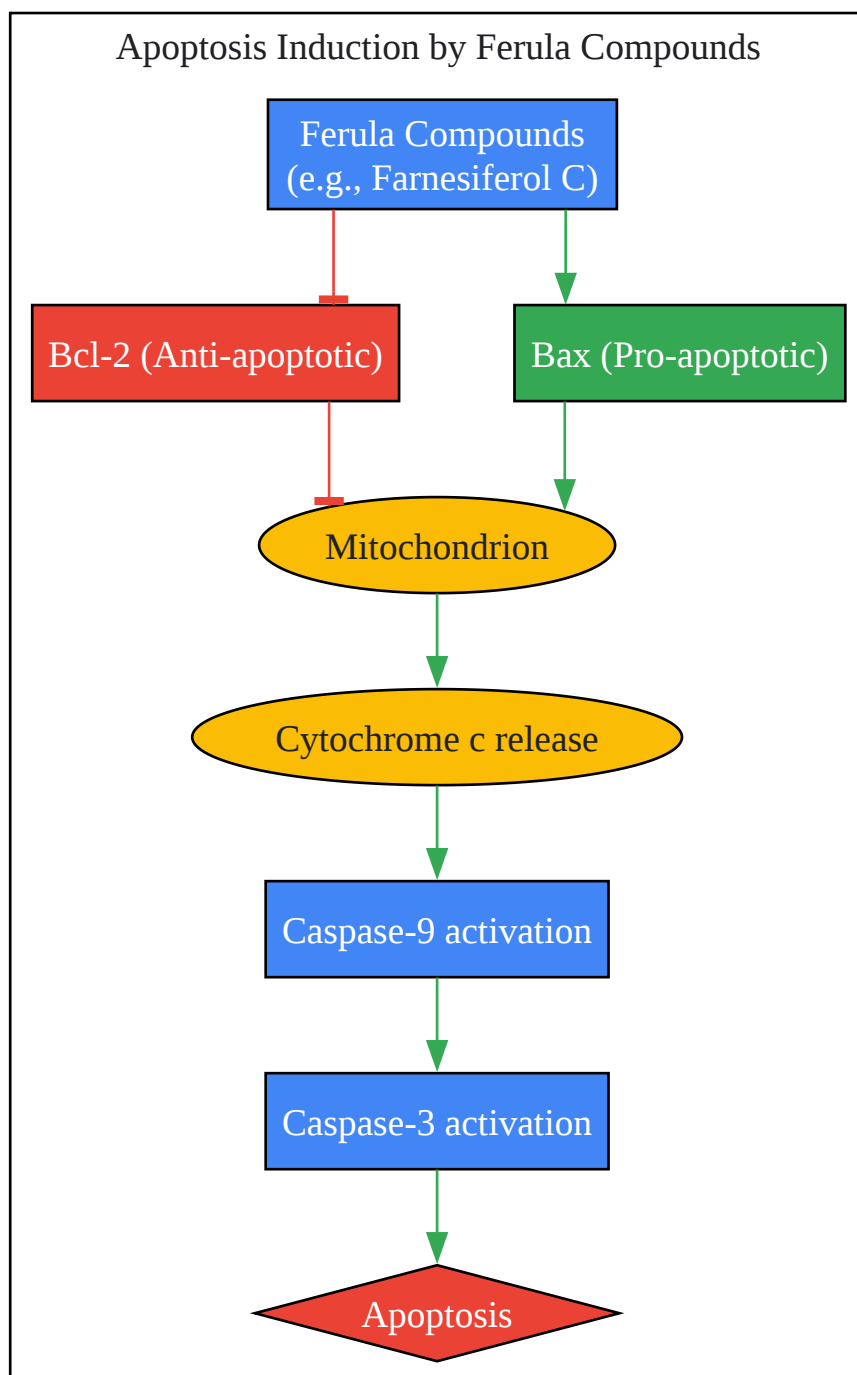 Apoptosis Induction by Ferula Compounds
Ferula Compounds
(e.g., Farnesiferol C)
Bcl-2 (Anti-apoptotic)
Bax (Pro-apoptotic)
Mitochondrion
Cytochrome c release
Caspase-9 activation
Caspase-3 activation
Apoptosis